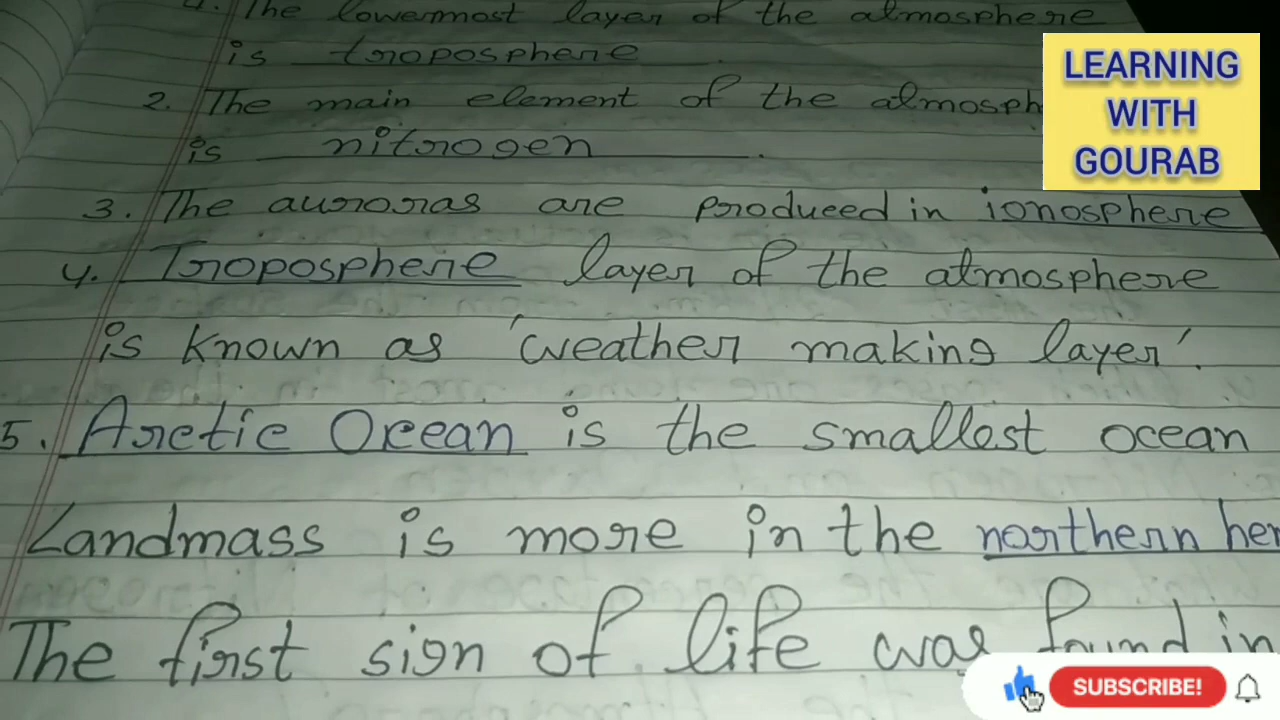 The lowermost layer of the atmosphere
is troposphere.
2. The main element of the atmosph
is nitrogen.
3. The auroras are produced in ionosphere
4. Troposphere layer of the atmosphere
is known as 'weather making layer'.
5. Arctic Ocean is the smallest ocean
Landmass is more in the northern her
The first sign of life was found in
LEARNING
WITH
GOURAB
SUBSCRIBE!